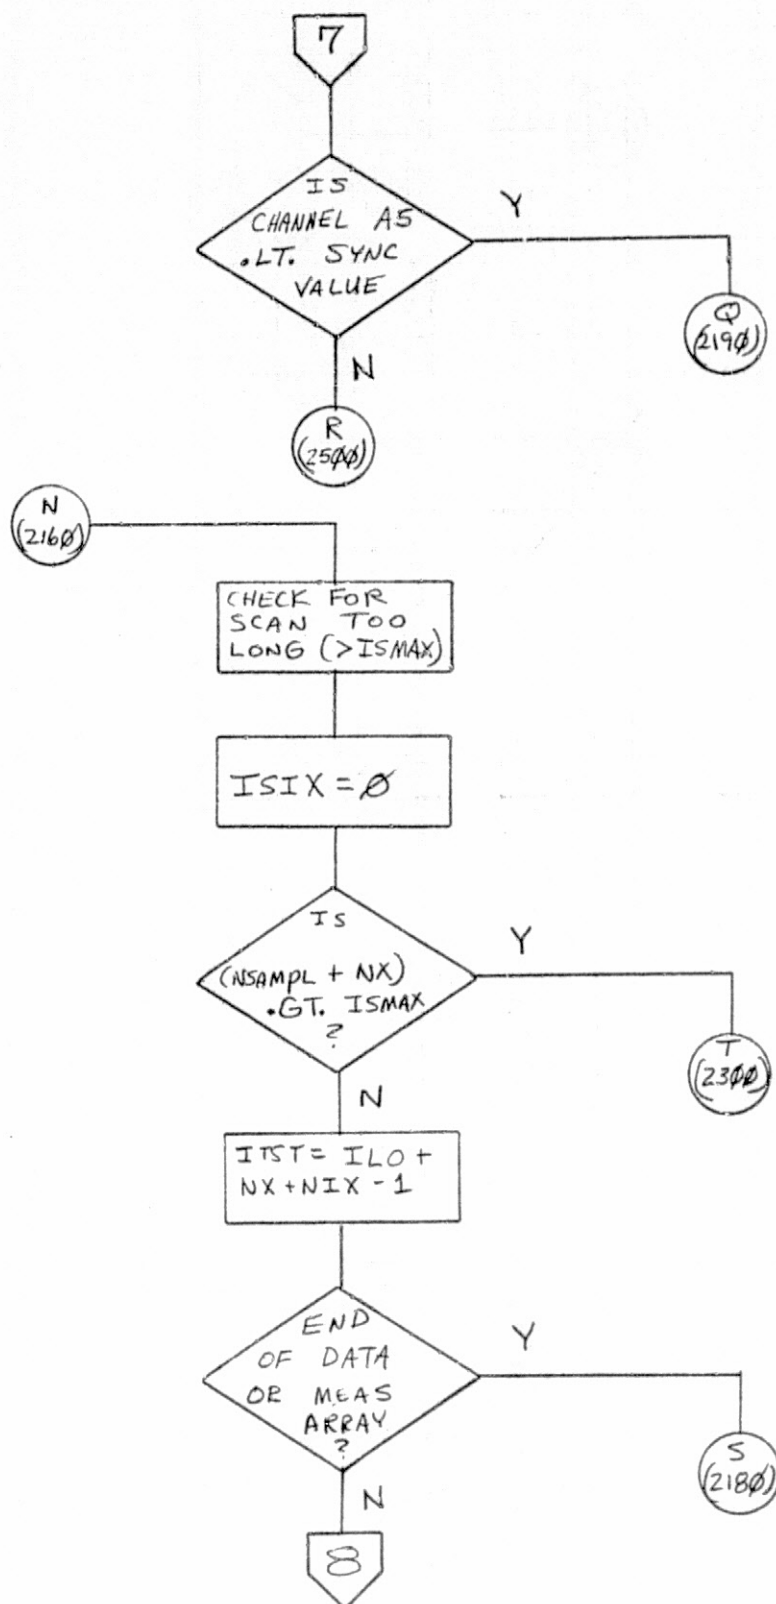 7
IS
CHANNEL A5
.LT. SYNC
VALUE
Y
Q
(219Ø)
N
R
(25ØØ)
N
(216Ø)
CHECK FOR
SCAN TOO
LONG (>ISMAX)
ISIX = Ø
IS
(NSAMPL + NX)
.GT. ISMAX
?
Y
T
(23ØØ)
N
ITST = ILO +
NX + NIX - 1
END
OF DATA
OR MEAS
ARRAY
?
Y
S
(218Ø)
N
8